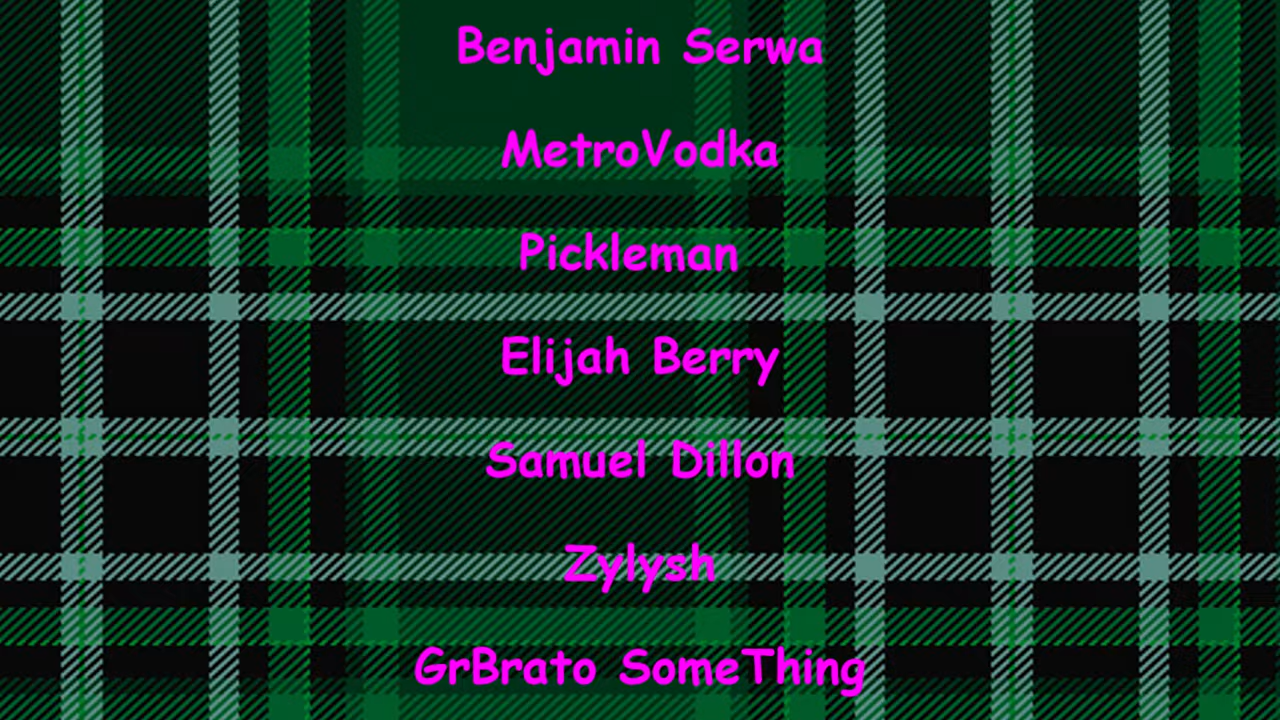 Benjamin Serwa
MetroVodka
Pickleman
Elijah Berry
Samuel Dillon
Zylysh
GrBrato SomeThing